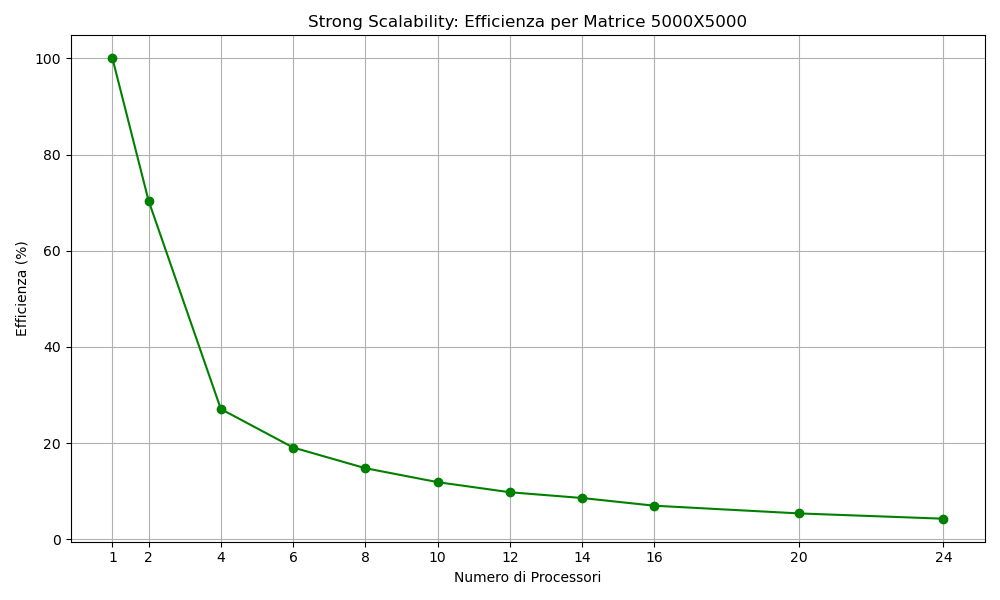 Strong Scalability: Efficienza per Matrice 5000X5000
Efficienza (%)
100
80
60
40
20
0
1 2 4 6 8 10 12 14 16 20 24
Numero di Processori